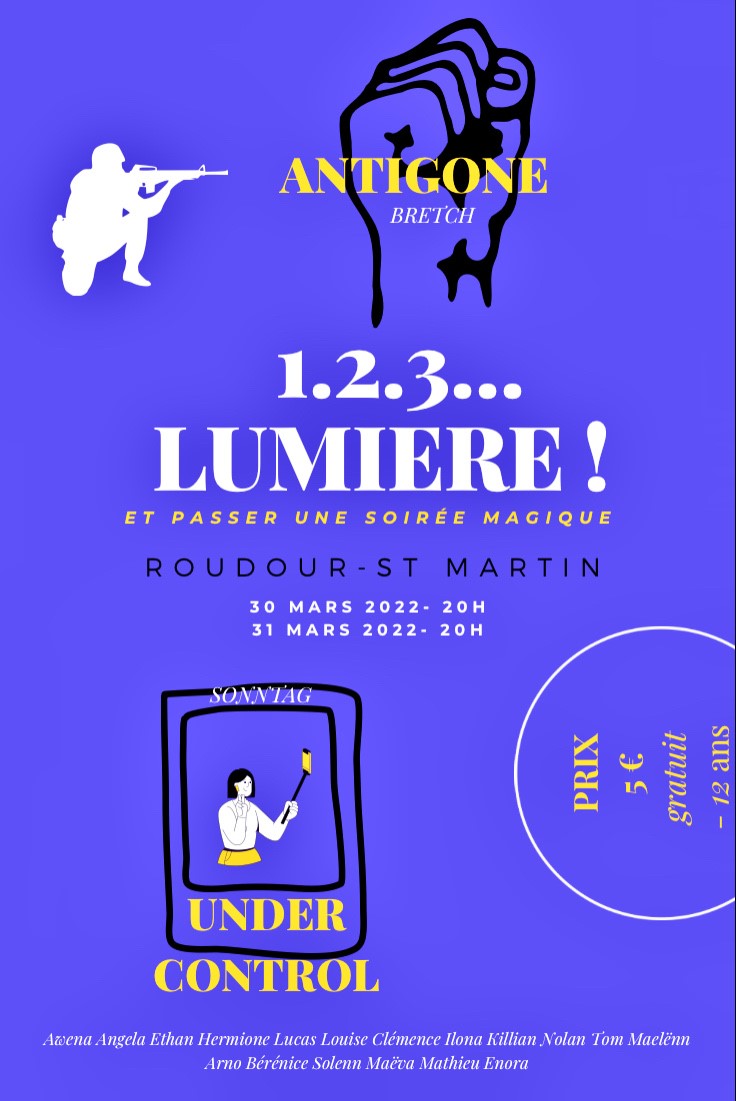 ANTIGONE
BRETCH
1.2.3...
LUMIERE !
ET PASSER UNE SOIRÉE MAGIQUE
ROUDOUR-ST MARTIN
30 MARS 2022- 20H
31 MARS 2022- 20H
PRIX
5 €
gratuit
– 12 ans
SONNTAG
UNDER
CONTROL
Awena Angela Ethan Hermione Lucas Louise Clémence Ilona Killian Nolan Tom Maelënn
Arno Bérénice Solenn Maëva Mathieu Enora